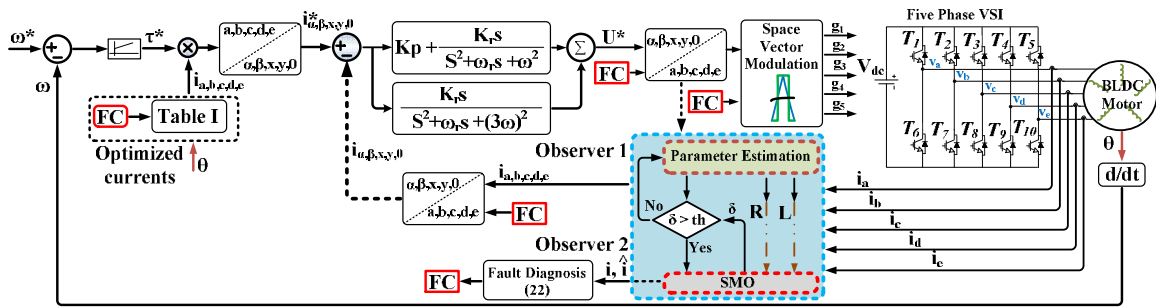 ω*
ω
τ*
a,b,c,d,e
α,β,x,y,0
i*α,β,x,y,0
Kp +
Krs
S²+ωrs +ω²
Krs
S²+ωrs+(3ω)²
Σ
U*
FC
α,β,x,y,0
a,b,c,d,e
FC
Space
Vector
Modulation
g1
g2
g3
g4
g5
Five Phase VSI
Vdc
T1
T2
T3
T4
T5
va
vb
vc
vd
ve
T6
T7
T8
T9
T10
BLDC
Motor
θ
d/dt
ia,b,c,d,e
FC
Table I
Optimized
currents
θ
iα,β,x,y,0
α,β,x,y,0
a,b,c,d,e
ia,b,c,d,e
FC
Observer 1
Parameter Estimation
No
δ > th
δ
R
L
Yes
Observer 2
SMO
i, î
Fault Diagnosis
(22)
FC
ia
ib
ic
id
ie